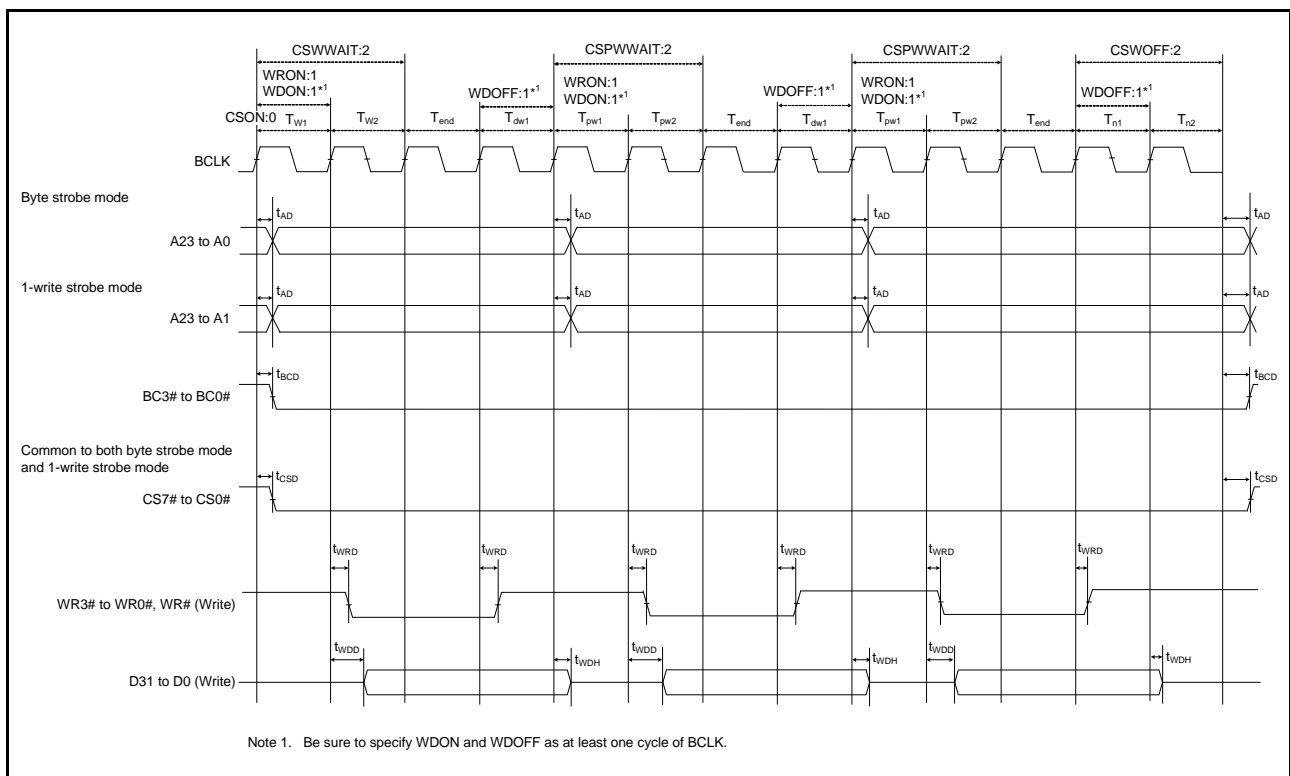 CSWWAIT:2 CSPWWAIT:2 CSPWWAIT:2 CSWOFF:2
WRON:1 WRON:1 WRON:1
WDON:1*1 WDOFF:1*1 WDON:1*1 WDOFF:1*1 WDON:1*1 WDOFF:1*1
CSON:0 TW1 TW2 Tend Tdw1 Tpw1 Tpw2 Tend Tdw1 Tpw1 Tpw2 Tend Tn1 Tn2
BCLK
Byte strobe mode
tAD tAD tAD tAD
A23 to A0
1-write strobe mode
tAD tAD tAD tAD
A23 to A1
tBCD tBCD
BC3# to BC0#
Common to both byte strobe mode
and 1-write strobe mode
tCSD tCSD
CS7# to CS0#
tWRD tWRD tWRD tWRD tWRD tWRD
WR3# to WR0#, WR# (Write)
tWDD tWDH tWDD tWDH tWDD tWDH
D31 to D0 (Write)
Note 1. Be sure to specify WDON and WDOFF as at least one cycle of BCLK.